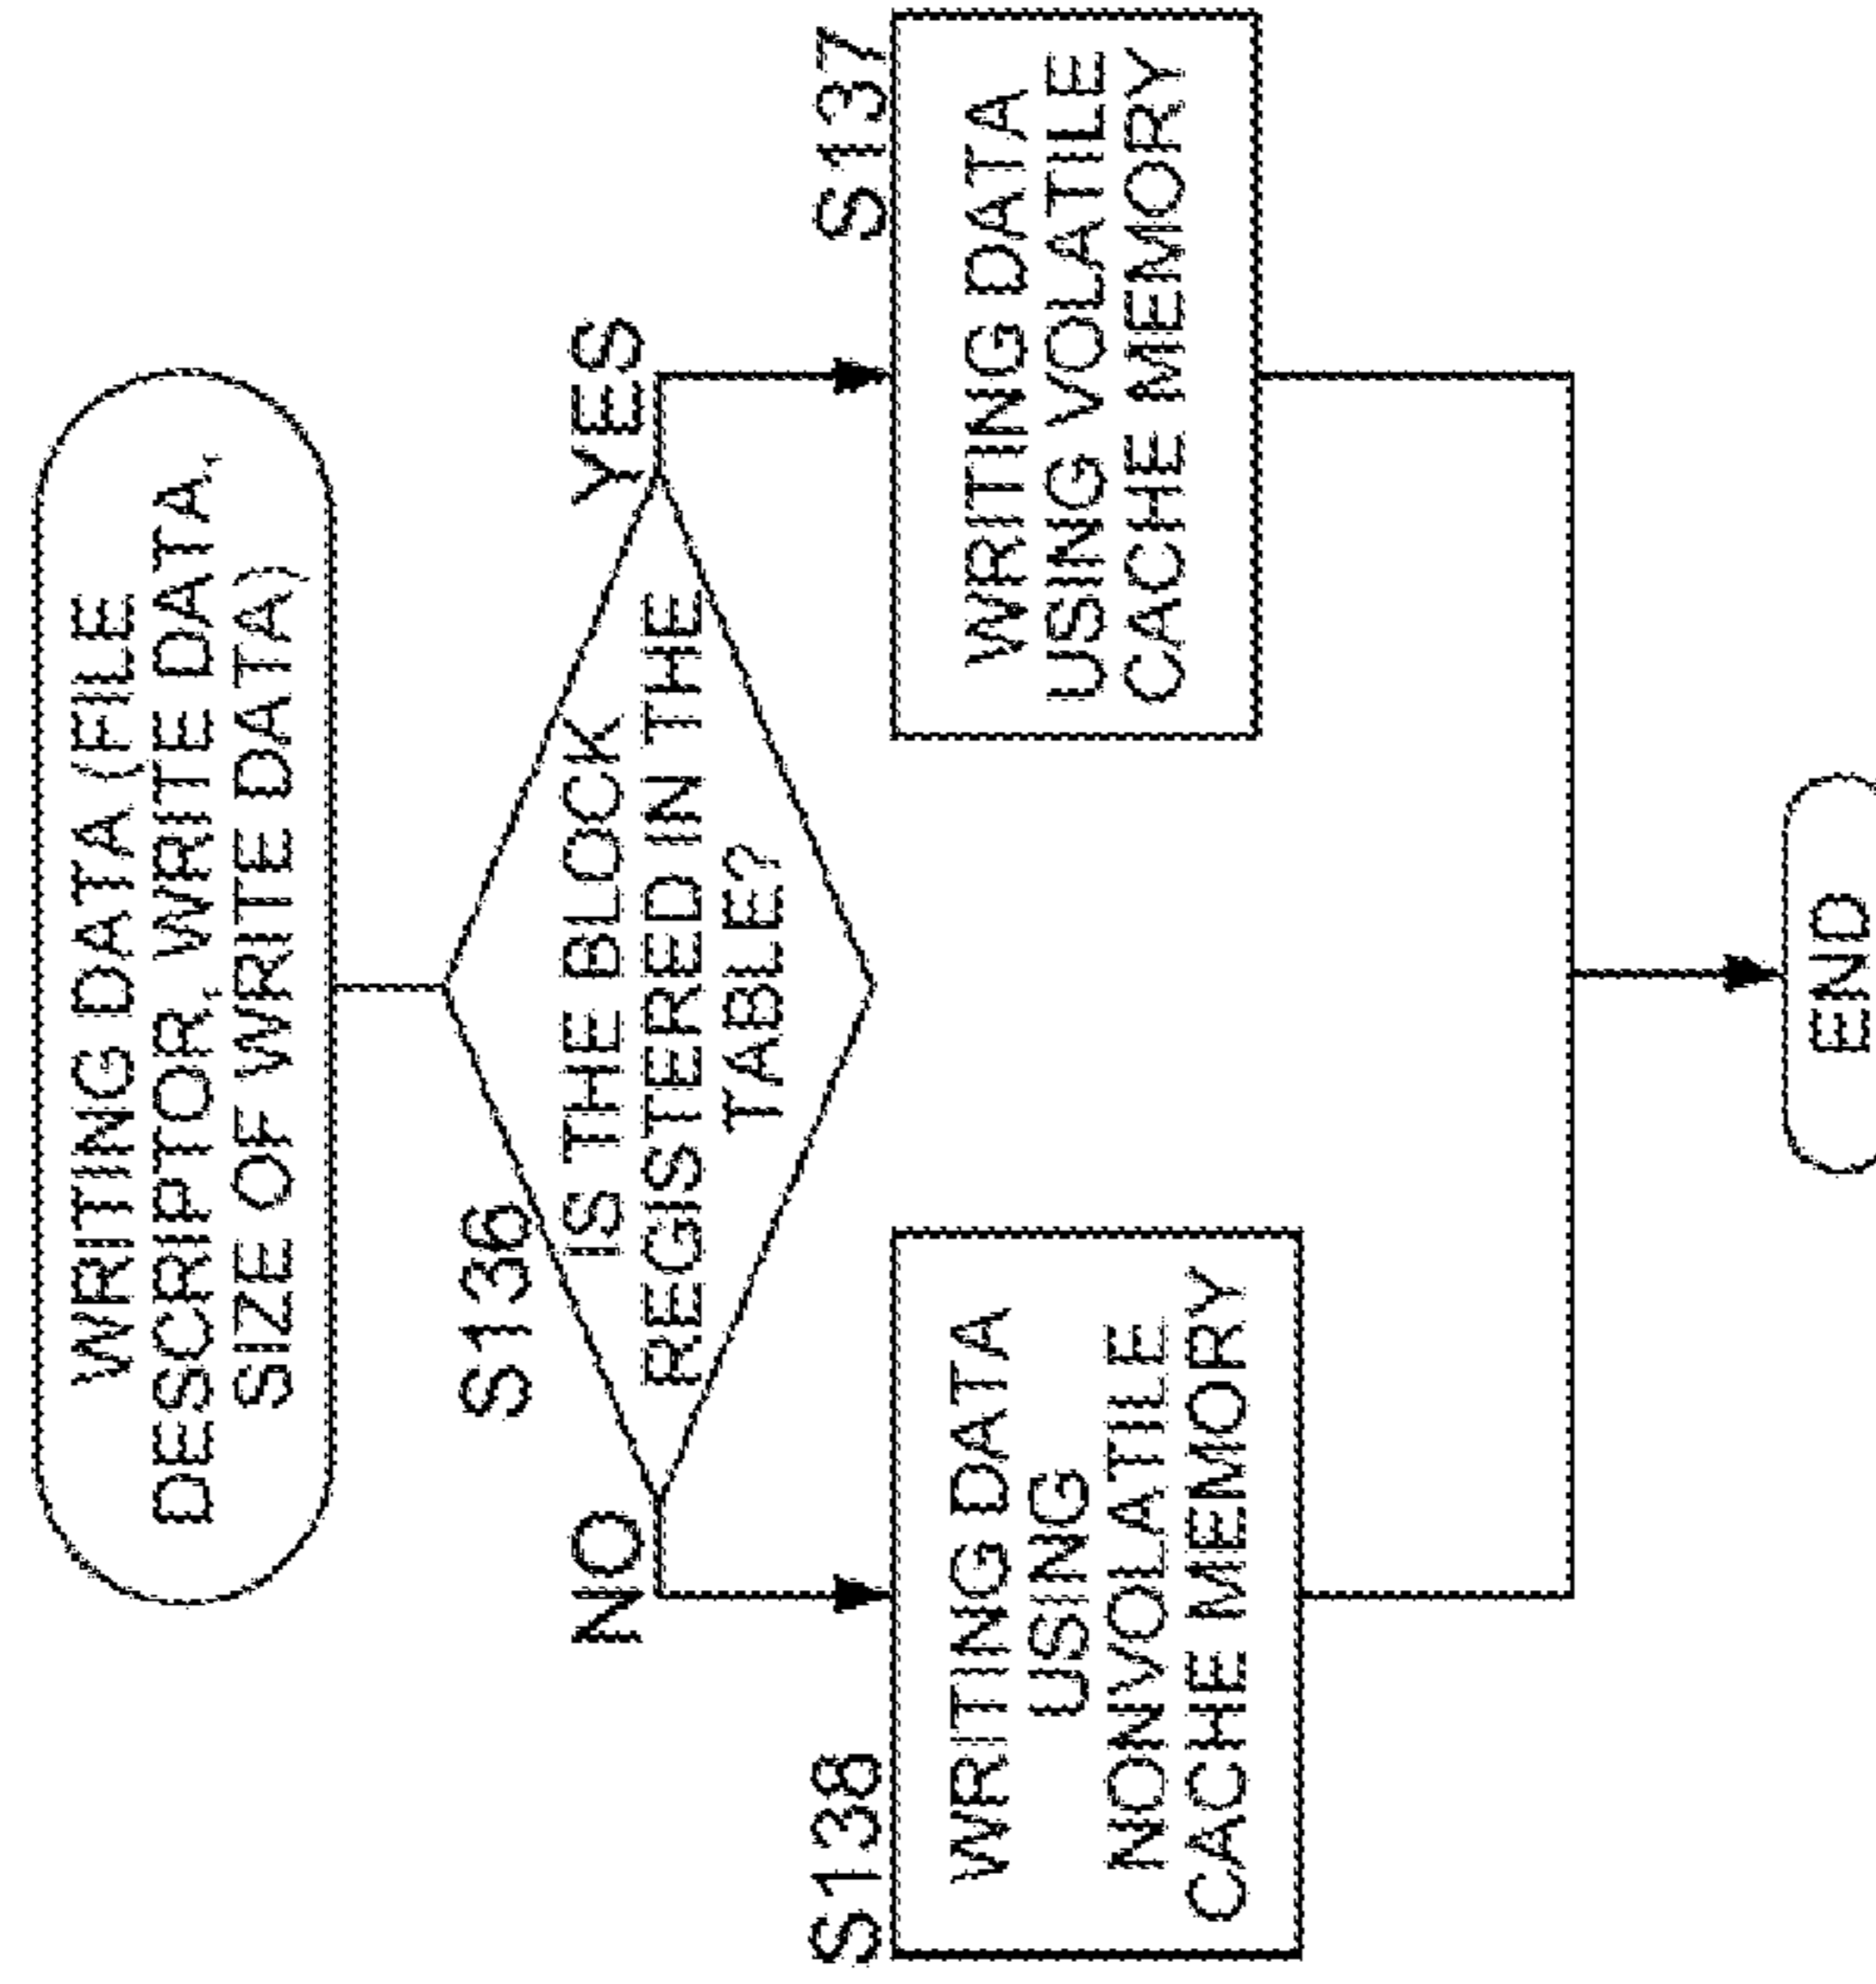 WRITING DATA (FILE
DESCRIPTOR, WRITE DATA,
SIZE OF WRITE DATA)
S136
IS THE BLOCK
REGISTERED IN THE
TABLE?
NO
YES
S138
WRITING DATA
USING
NONVOLATILE
CACHE MEMORY
S137
WRITING DATA
USING VOLATILE
CACHE MEMORY
END